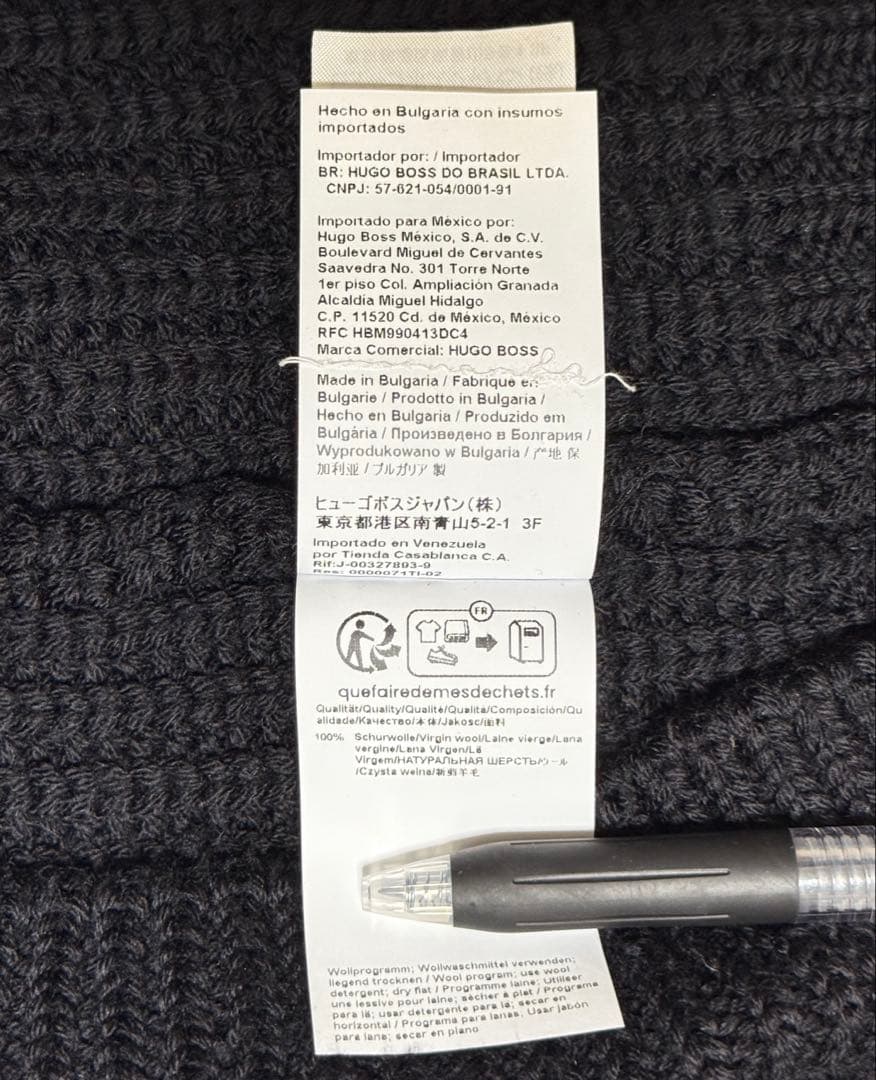 Hecho en Bulgaria con insumos
importados
Importador por: / Importador
BR: HUGO BOSS DO BRASIL LTDA.
CNPJ: 57-621-054/0001-91
Importado para México por:
Hugo Boss México, S.A. de C.V.
Boulevard Miguel de Cervantes
Saavedra No. 301 Torre Norte
1er piso Col. Ampliación Granada
Alcaldía Miguel Hidalgo
C.P. 11520 Cd. de México, México
RFC HBM990413DC4
Marca Comercial: HUGO BOSS
Made in Bulgaria / Fabriqué en
Bulgarie / Prodotto in Bulgaria /
Hecho en Bulgaria / Produzido em
Bulgária / Произведено в Болгария /
Wyprodukowano w Bulgaria / 产地 保
加利亚 / ブルガリア 製
ヒューゴボスジャパン(株)
東京都港区南青山5-2-1 3F
Importado en Venezuela
por Tienda Casablanca C.A.
Rif:J-00327893-9
Res: 0000071TI-02
FR
quefairedemesdechets.fr
Qualität/Quality/Qualité/Qualita/Composición/Qu
alidade/Качество/本体/Jakosc/面料
100% Schurwolle/Virgin wool/Laine vierge/Lana
vergine/Lana Virgen/Lã
Virgem/НАТУРАЛЬНАЯ ШЕРСТЬ/ウール
/Czysta welna/新剪羊毛
Wollprogramm; Wollwaschmittel verwenden;
liegend trocknen / Wool program; use wool
detergent; dry flat / Programme laine; Utiliser
une lessive pour laine; sécher à plat / Programa
para lã; usar detergente para lã; secar en
horizontal / Programa para lanas. Usar jabón
para lana; secar en plano